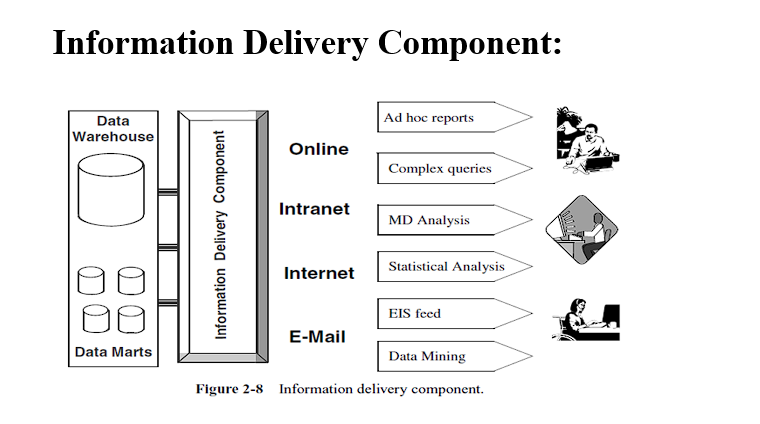 Information Delivery Component:
Data
Warehouse
Data Marts
Information Delivery Component
Online
Intranet
Internet
E-Mail
Ad hoc reports
Complex queries
MD Analysis
Statistical Analysis
EIS feed
Data Mining
Figure 2-8 Information delivery component.